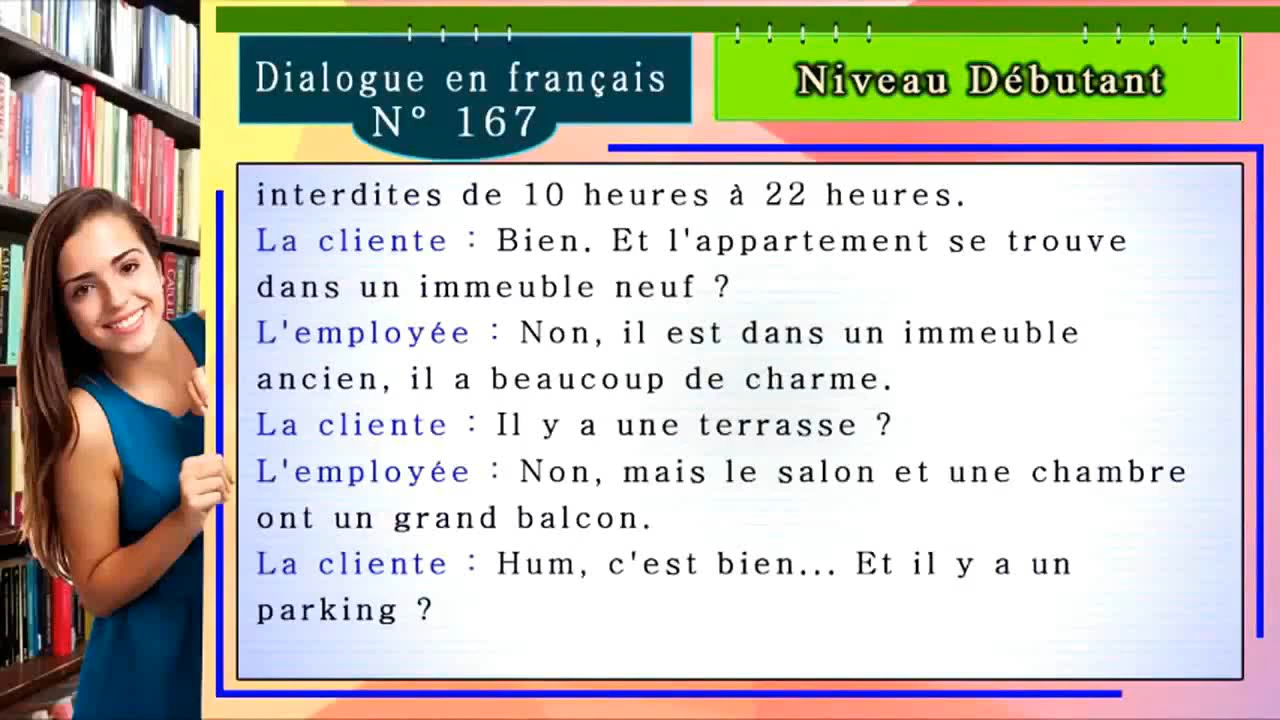 Dialogue en français
N° 167
Niveau Débutant
interdites de 10 heures à 22 heures.
La cliente : Bien. Et l'appartement se trouve
dans un immeuble neuf ?
L'employée : Non, il est dans un immeuble
ancien, il a beaucoup de charme.
La cliente : Il y a une terrasse ?
L'employée : Non, mais le salon et une chambre
ont un grand balcon.
La cliente : Hum, c'est bien... Et il y a un
parking ?